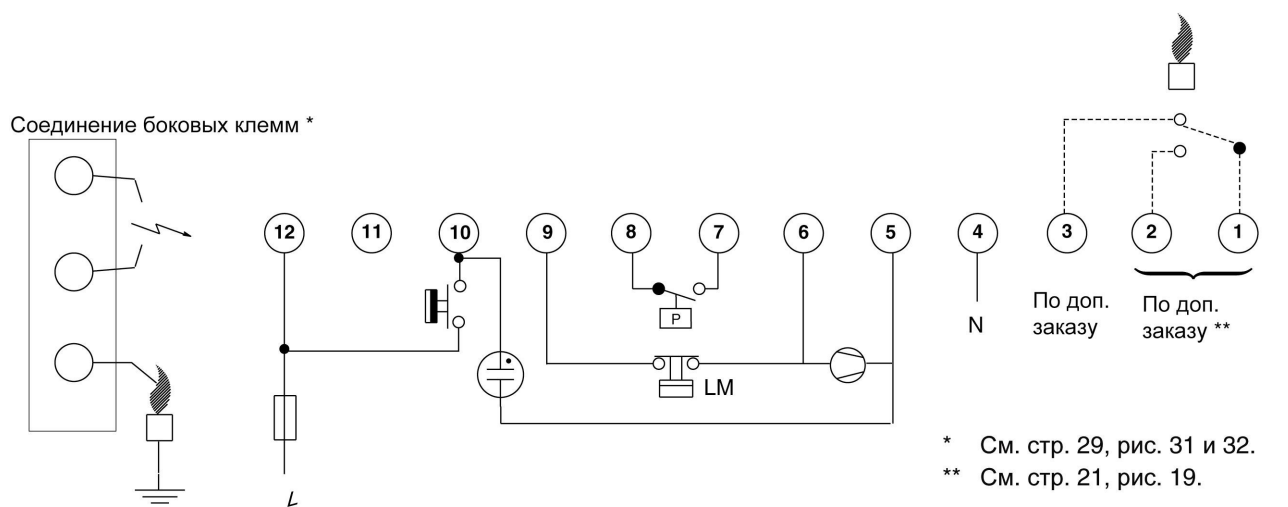 Соединение боковых клемм *
12 11 10 9 8 7 6 5 4 3 2 1
P
LM
N
L
По доп.
заказу
По доп.
заказу **
* См. стр. 29, рис. 31 и 32.
** См. стр. 21, рис. 19.